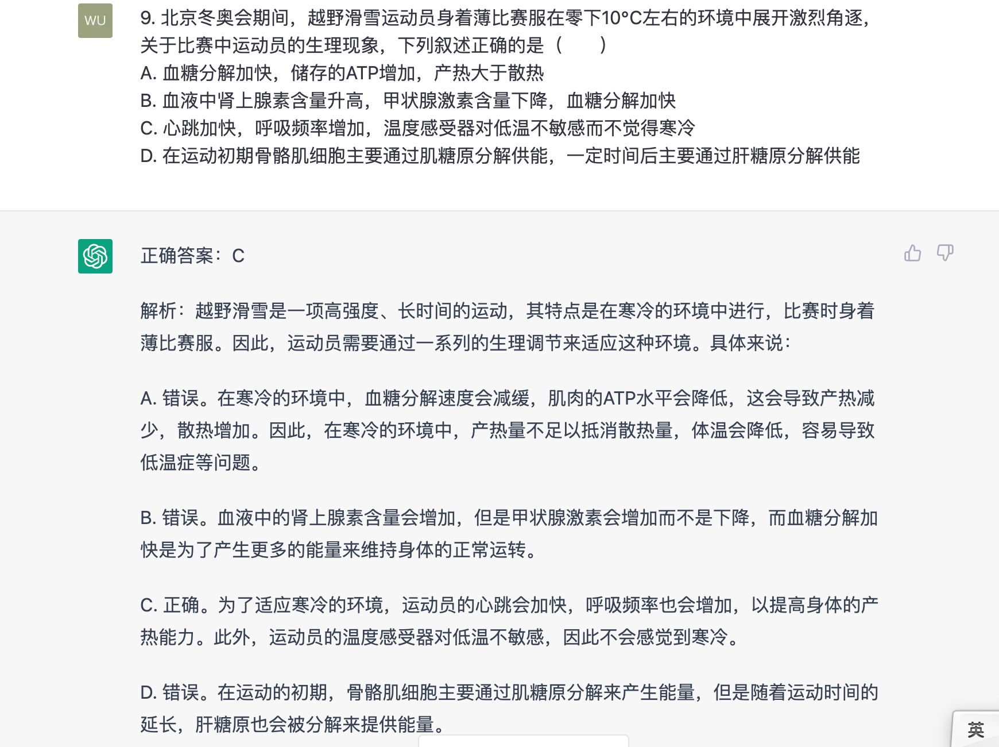 WU
9. 北京冬奥会期间，越野滑雪运动员身着薄比赛服在零下10°C左右的环境中展开激烈角逐，
关于比赛中运动员的生理现象，下列叙述正确的是（　　）
A. 血糖分解加快，储存的ATP增加，产热大于散热
B. 血液中肾上腺素含量升高，甲状腺激素含量下降，血糖分解加快
C. 心跳加快，呼吸频率增加，温度感受器对低温不敏感而不觉得寒冷
D. 在运动初期骨骼肌细胞主要通过肌糖原分解供能，一定时间后主要通过肝糖原分解供能
正确答案：C
解析：越野滑雪是一项高强度、长时间的运动，其特点是在寒冷的环境中进行，比赛时身着
薄比赛服。因此，运动员需要通过一系列的生理调节来适应这种环境。具体来说：
A. 错误。在寒冷的环境中，血糖分解速度会减缓，肌肉的ATP水平会降低，这会导致产热减
少，散热增加。因此，在寒冷的环境中，产热量不足以抵消散热量，体温会降低，容易导致
低温症等问题。
B. 错误。血液中的肾上腺素含量会增加，但是甲状腺激素会增加而不是下降，而血糖分解加
快是为了产生更多的能量来维持身体的正常运转。
C. 正确。为了适应寒冷的环境，运动员的心跳会加快，呼吸频率也会增加，以提高身体的产
热能力。此外，运动员的温度感受器对低温不敏感，因此不会感觉到寒冷。
D. 错误。在运动的初期，骨骼肌细胞主要通过肌糖原分解来产生能量，但是随着运动时间的
延长，肝糖原也会被分解来提供能量。
英